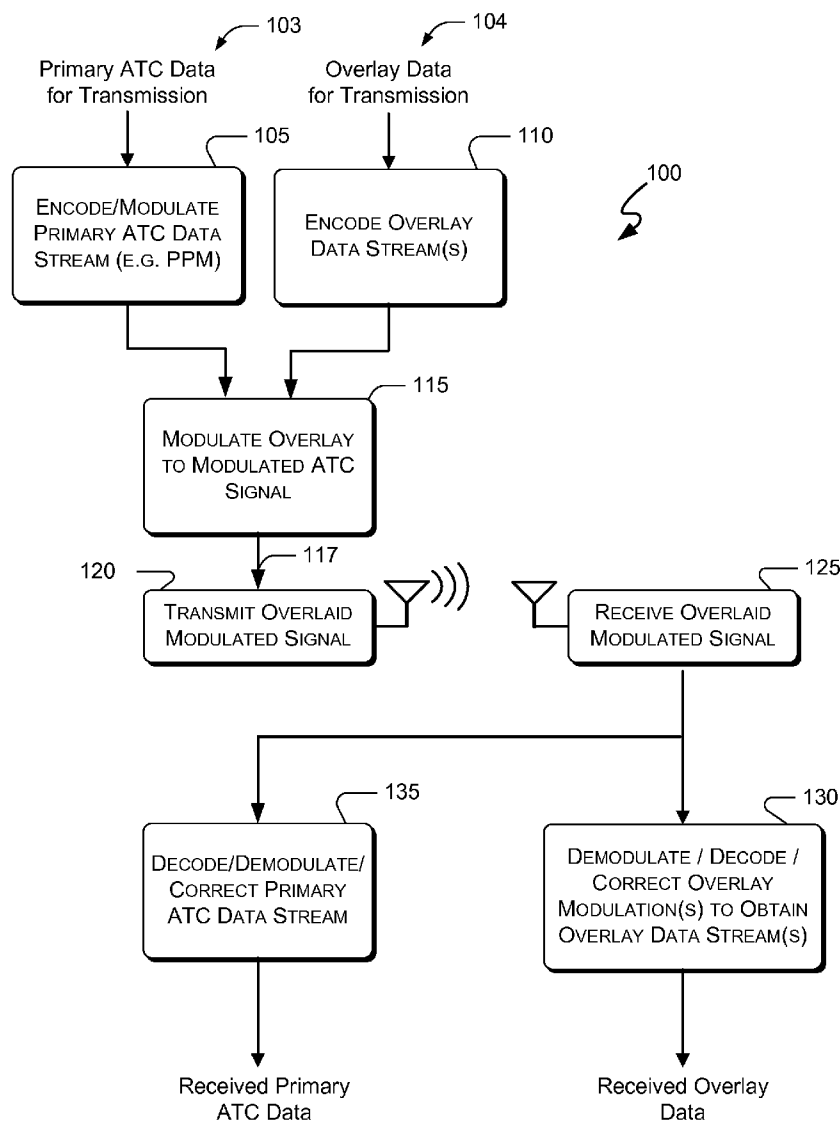 103
104
Primary ATC Data
for Transmission
Overlay Data
for Transmission
105
110
100
ENCODE/MODULATE
PRIMARY ATC DATA
STREAM (E.G. PPM)
ENCODE OVERLAY
DATA STREAM(S)
115
MODULATE OVERLAY
TO MODULATED ATC
SIGNAL
117
120
125
TRANSMIT OVERLAID
MODULATED SIGNAL
RECEIVE OVERLAID
MODULATED SIGNAL
135
130
DECODE/DEMODULATE/
CORRECT PRIMARY
ATC DATA STREAM
DEMODULATE / DECODE /
CORRECT OVERLAY
MODULATION(S) TO OBTAIN
OVERLAY DATA STREAM(S)
Received Primary
ATC Data
Received Overlay
Data